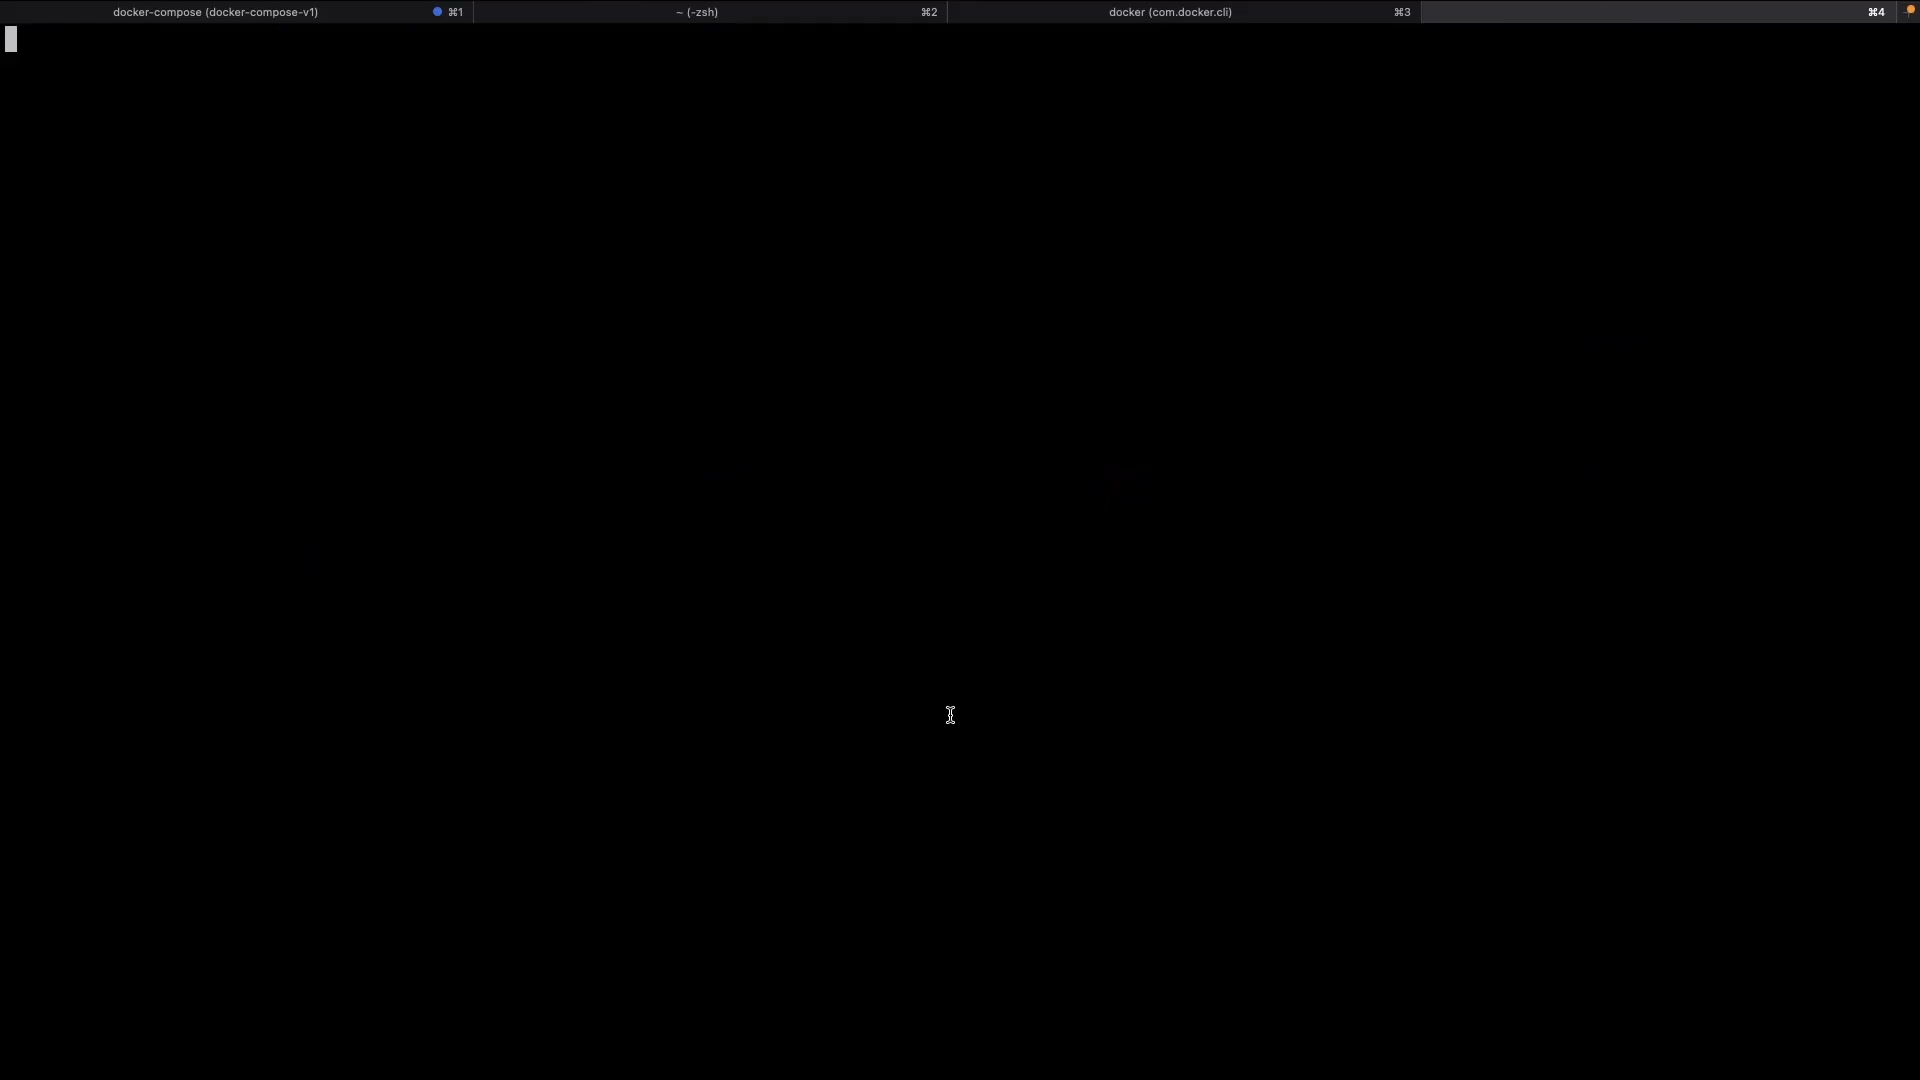 docker-compose (docker-compose-v1) ⌘1
~ (-zsh) ⌘2
docker (com.docker.cli) ⌘3
⌘4